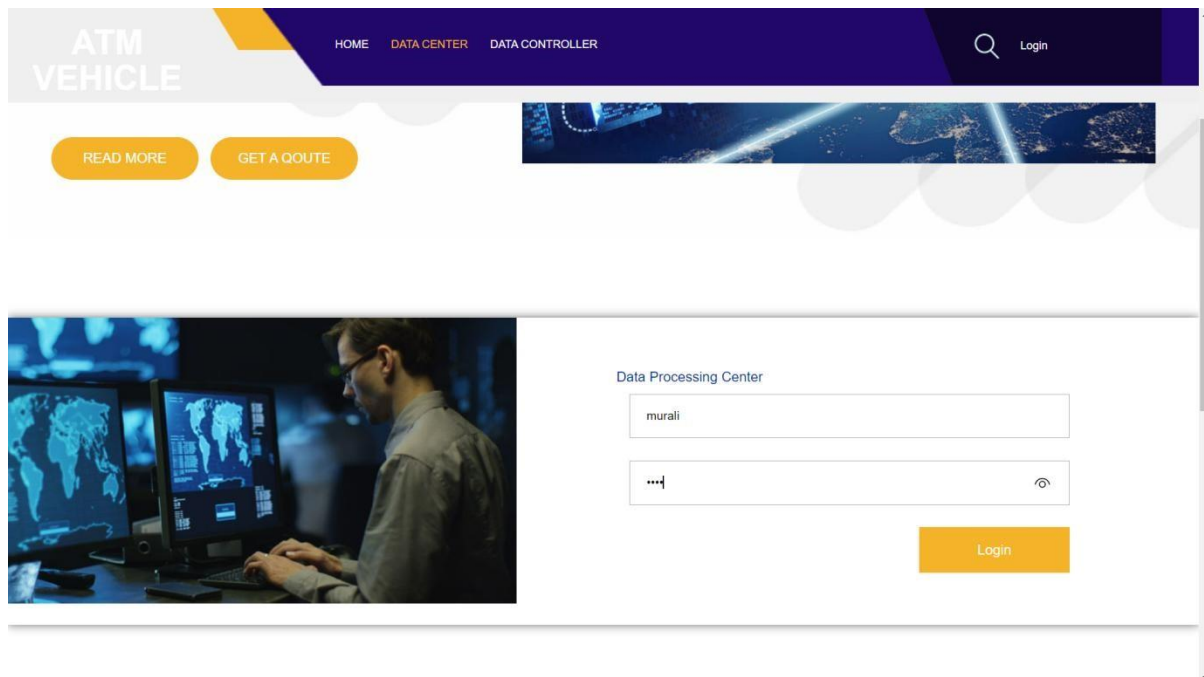 ATM
VEHICLE
HOME DATA CENTER DATA CONTROLLER
Login
READ MORE GET A QOUTE
Data Processing Center
murali
••••
Login